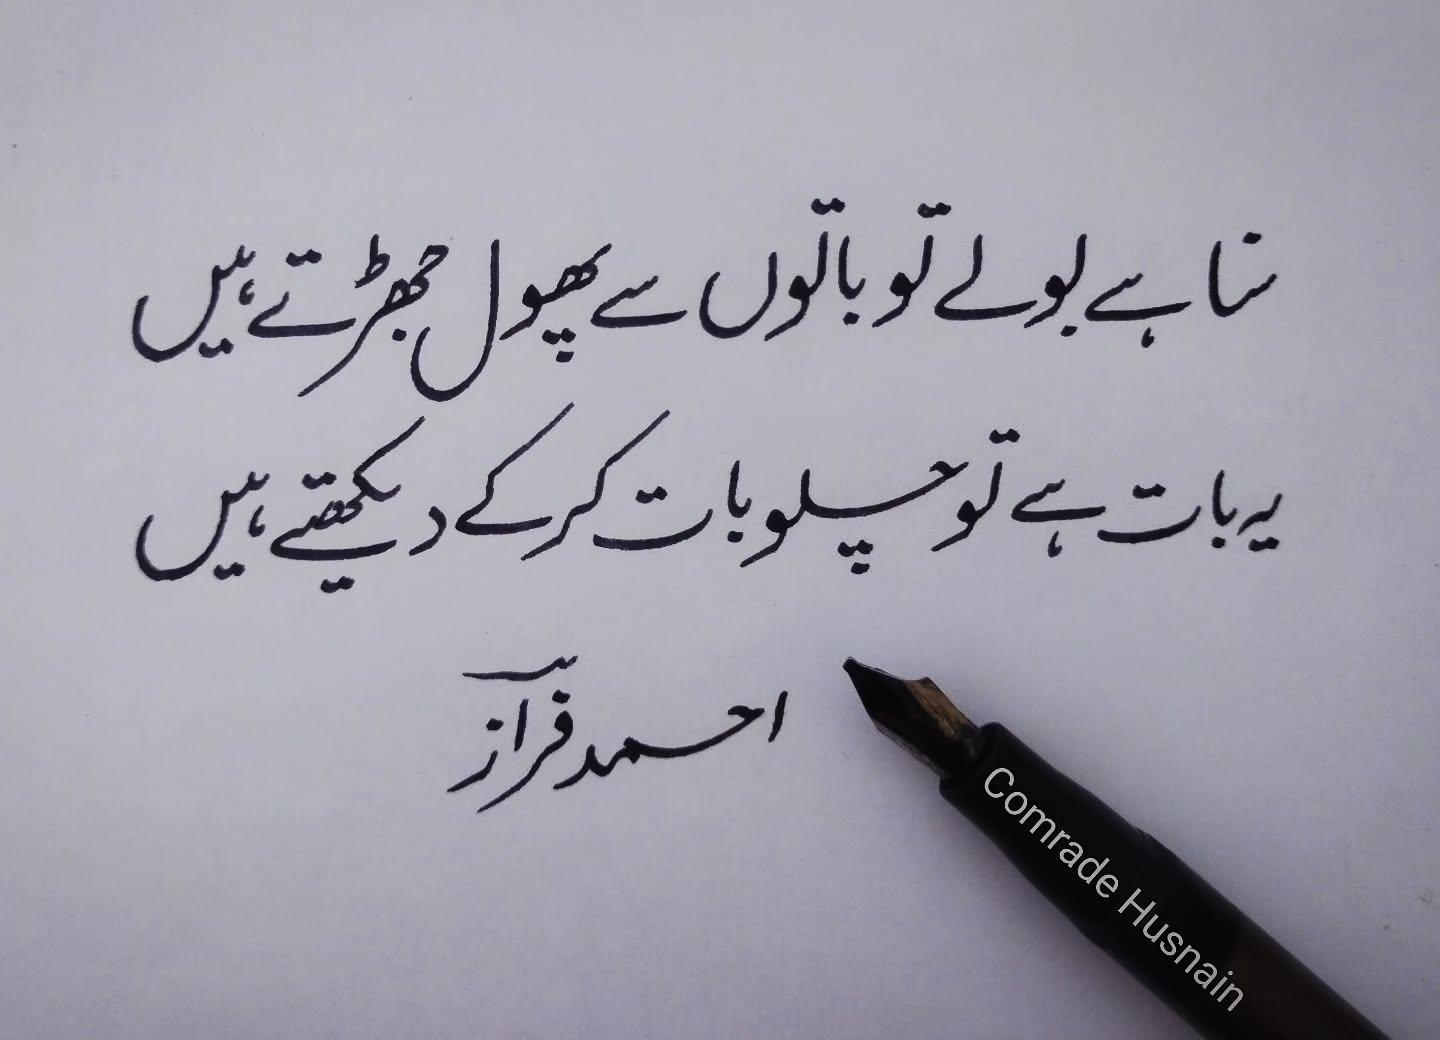 سنا ہے بولے تو باتوں سے پھول جھڑتے ہیں
یہ بات ہے تو چلو بات کر کے دیکھتے ہیں
احمد فراز
Comrade Husnain